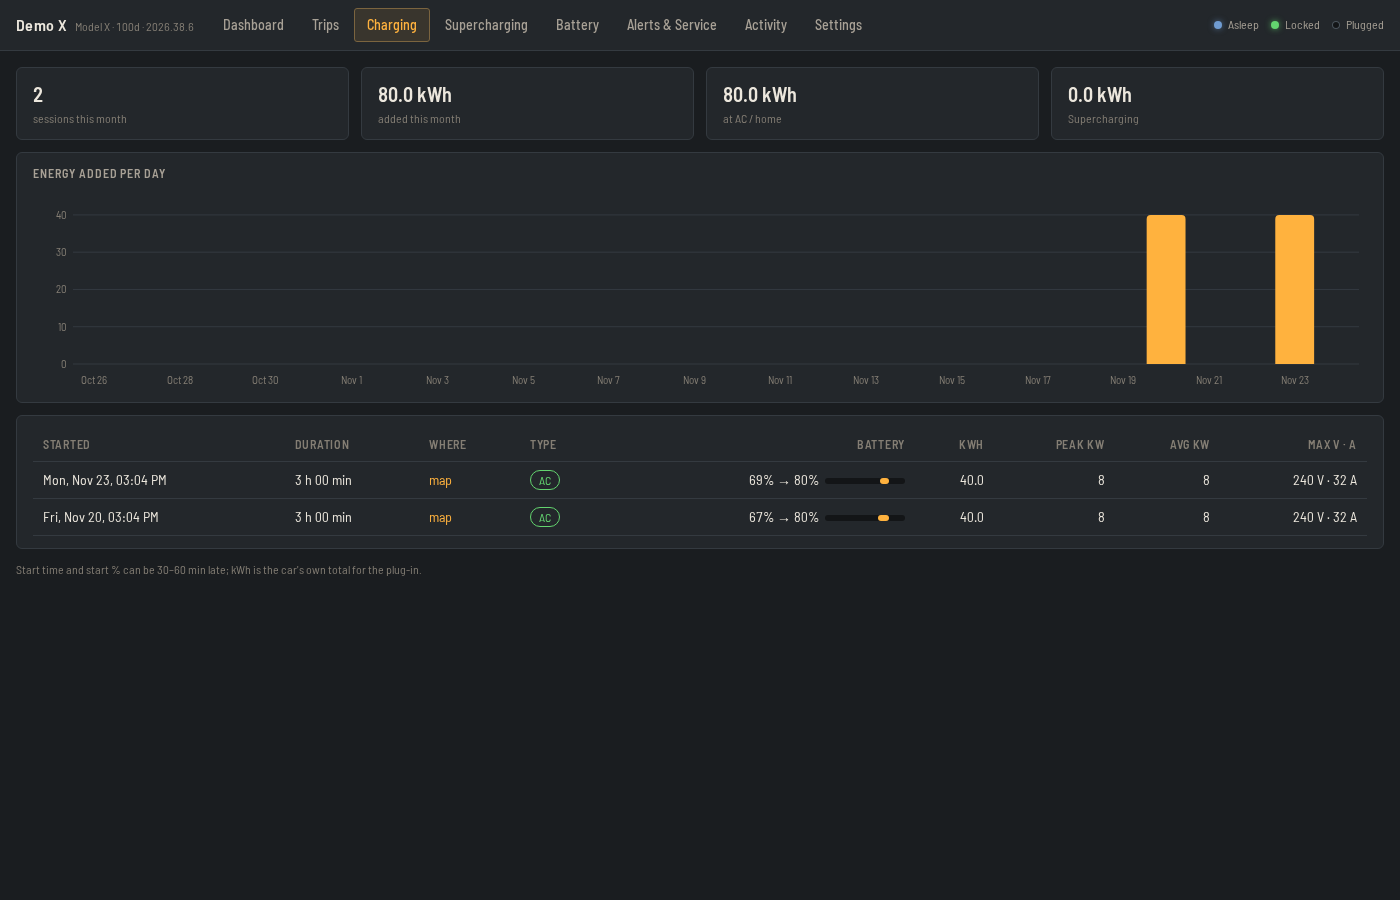 Demo X Model X · 100d · 2026.38.6 Dashboard Trips Charging Supercharging Battery Alerts & Service Activity Settings Asleep Locked Plugged
2 80.0 kWh 80.0 kWh 0.0 kWh
sessions this month added this month at AC / home Supercharging
ENERGY ADDED PER DAY
40
30
20
10
0
Oct 26 Oct 28 Oct 30 Nov 1 Nov 3 Nov 5 Nov 7 Nov 9 Nov 11 Nov 13 Nov 15 Nov 17 Nov 19 Nov 21 Nov 23
STARTED DURATION WHERE TYPE BATTERY KWH PEAK KW AVG KW MAX V · A
Mon, Nov 23, 03:04 PM 3 h 00 min map AC 69% → 80% 40.0 8 8 240 V · 32 A
Fri, Nov 20, 03:04 PM 3 h 00 min map AC 67% → 80% 40.0 8 8 240 V · 32 A
Start time and start % can be 30–60 min late; kWh is the car's own total for the plug-in.